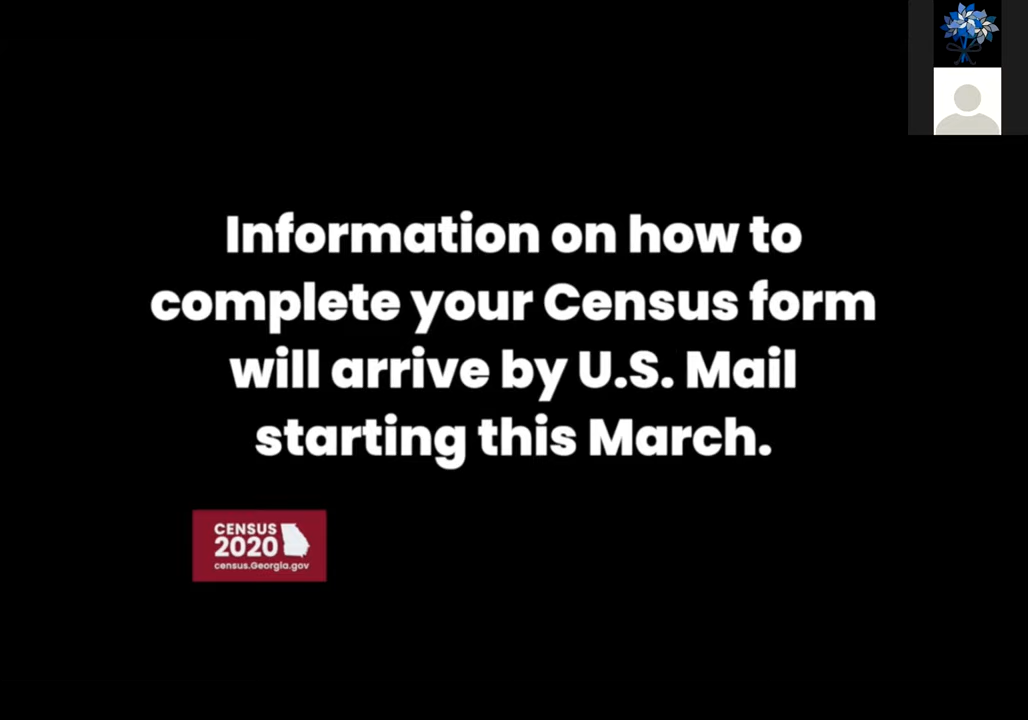 Information on how to
complete your Census form
will arrive by U.S. Mail
starting this March.
CENSUS
2020
census.Georgia.gov